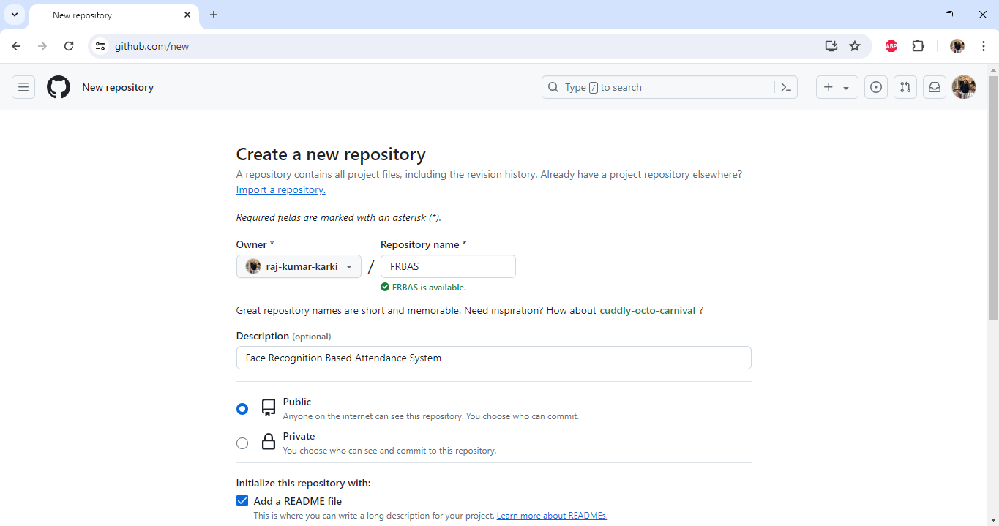 New repository
github.com/new
ABP
New repository
Type / to search
Create a new repository
A repository contains all project files, including the revision history. Already have a project repository elsewhere?
Import a repository.
Required fields are marked with an asterisk (*).
Owner * Repository name *
raj-kumar-karki / FRBAS
FRBAS is available.
Great repository names are short and memorable. Need inspiration? How about cuddly-octo-carnival ?
Description (optional)
Face Recognition Based Attendance System
Public
Anyone on the internet can see this repository. You choose who can commit.
Private
You choose who can see and commit to this repository.
Initialize this repository with:
Add a README file
This is where you can write a long description for your project. Learn more about READMEs.